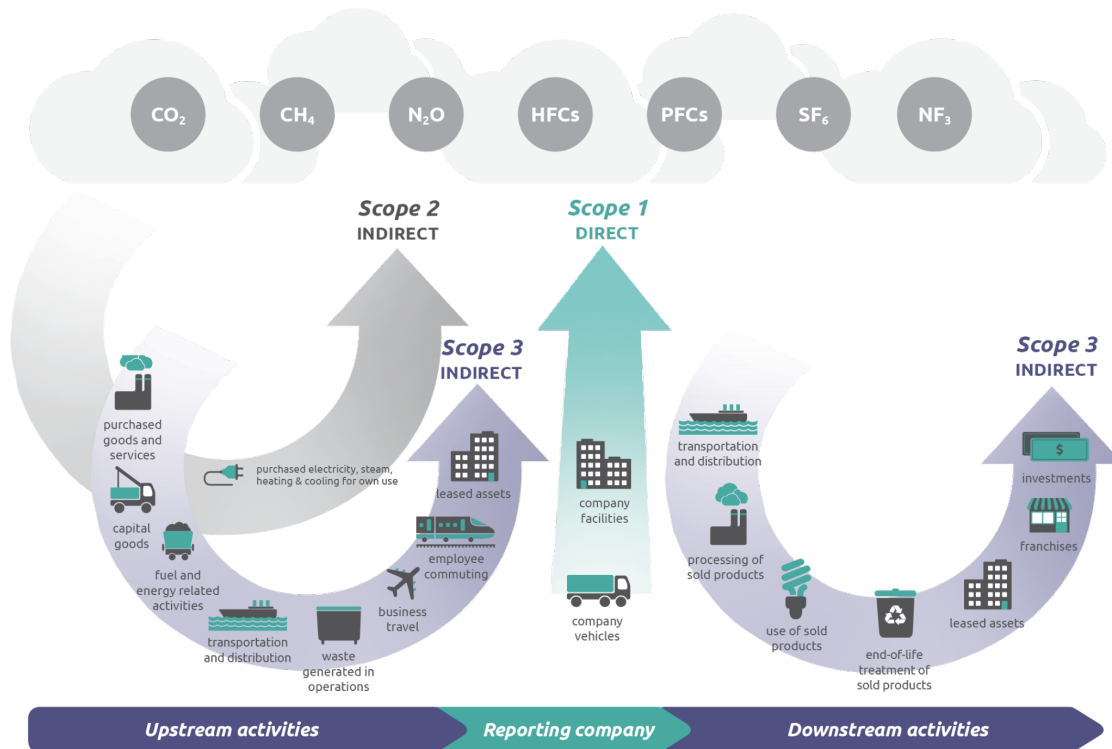 CO₂
CH₄
N₂O
HFCs
PFCs
SF₆
NF₃
Scope 2
INDIRECT
Scope 1
DIRECT
Scope 3
INDIRECT
Scope 3
INDIRECT
purchased
goods and
services
capital
goods
fuel and
energy related
activities
transportation
and distribution
waste
generated in
operations
business
travel
employee
commuting
leased assets
purchased electricity, steam,
heating & cooling for own use
company
facilities
company
vehicles
transportation
and distribution
processing of
sold products
use of sold
products
end-of-life
treatment of
sold products
leased assets
franchises
$
investments
Upstream activities
Reporting company
Downstream activities